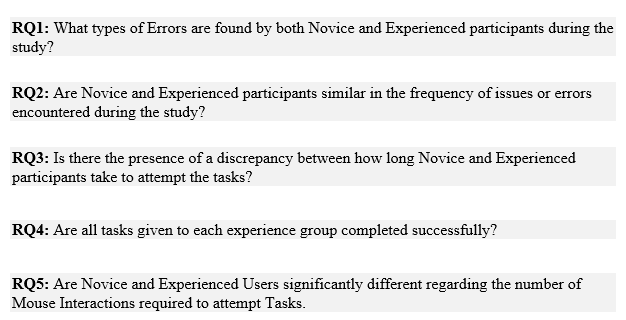 RQ1: What types of Errors are found by both Novice and Experienced participants during the
study?
RQ2: Are Novice and Experienced participants similar in the frequency of issues or errors
encountered during the study?
RQ3: Is there the presence of a discrepancy between how long Novice and Experienced
participants take to attempt the tasks?
RQ4: Are all tasks given to each experience group completed successfully?
RQ5: Are Novice and Experienced Users significantly different regarding the number of
Mouse Interactions required to attempt Tasks.